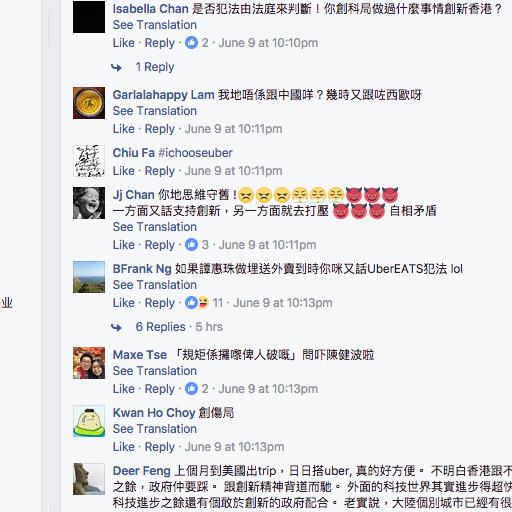 Isabella Chan 是否犯法由法庭來判斷！你創科局做過什麼事情創新香港？
See Translation
Like · Reply · 2 · June 9 at 10:10pm
1 Reply
Garlalahappy Lam 我地唔係跟中國咩？幾時又跟咗西歐呀
See Translation
Like · Reply · June 9 at 10:11pm
Chiu Fa #ichooseuber
Like · Reply · June 9 at 10:11pm
Jj Chan 你地思維守舊！😠😠😠😤😤😤👿👿👿
一方面又話支持創新，另一方面就去打壓 👿👿👿 自相矛盾
See Translation
Like · Reply · 3 · June 9 at 10:11pm
BFrank Ng 如果譚惠珠做埋送外賣到時你咪又話UberEATS犯法 lol
See Translation
Like · Reply · 11 · June 9 at 10:13pm
业
6 Replies · 5 hrs
Maxe Tse 「規矩係攞嚟俾人破嘅」問吓陳健波啦
See Translation
Like · Reply · 2 · June 9 at 10:13pm
Kwan Ho Choy 創傷局
See Translation
Like · Reply · June 9 at 10:13pm
Deer Feng 上個月到美國出trip，日日搭uber, 真的好方便。 不明白香港跟不
之餘，政府仲要踩。 跟創新精神背道而馳。 外面的科技世界其實進步得超快
科技進步之餘還有個敢於創新的政府配合。 老實說，大陸個別城市已經有很